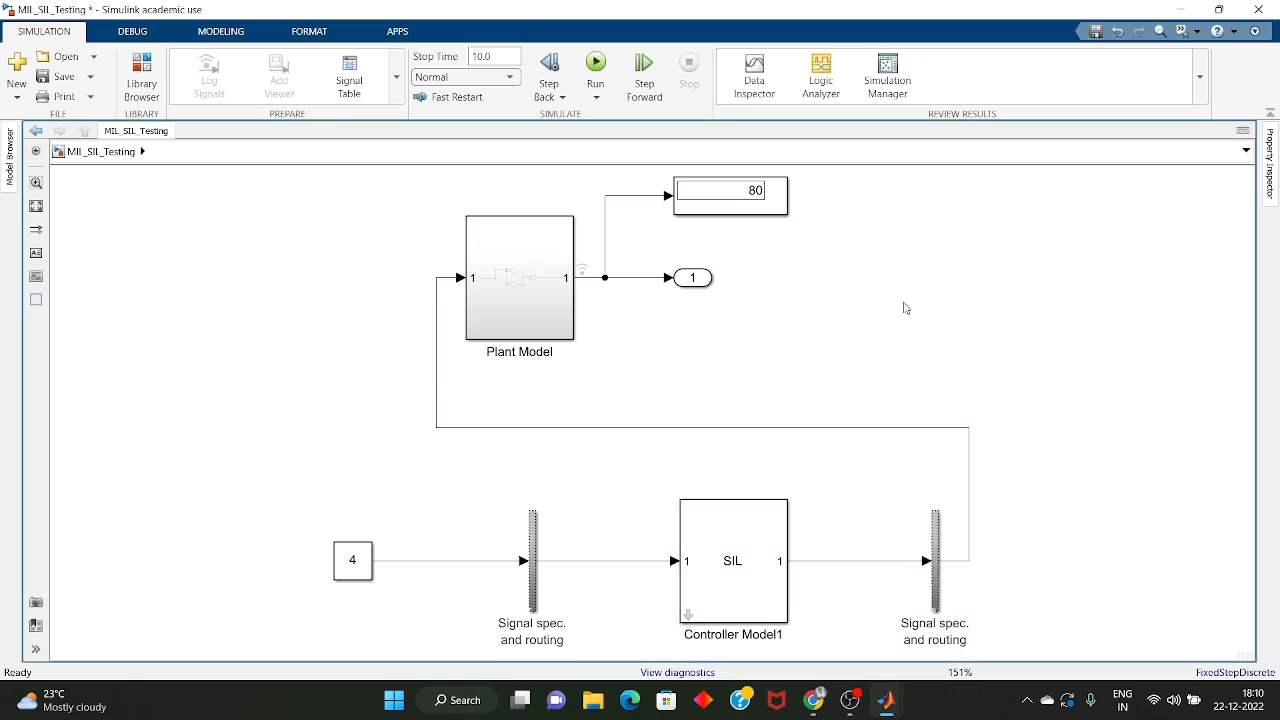 MIL_SIL_Testing * - Simulink academic use
SIMULATION
DEBUG
MODELING
FORMAT
APPS
New
Open
Save
Print
FILE
Library
Browser
LIBRARY
Log
Signals
Add
Viewer
Signal
Table
PREPARE
Stop Time 10.0
Normal
Fast Restart
Step
Back
Run
Step
Forward
Stop
SIMULATE
Data
Inspector
Logic
Analyzer
Simulation
Manager
REVIEW RESULTS
Model Browser
MIL_SIL_Testing
MIL_SIL_Testing
Property Inspector
80
1
1
1
Plant Model
4
Signal spec.
and routing
1
SIL
1
Controller Model1
Signal spec.
and routing
Ready
View diagnostics
151%
FixedStepDiscrete
23°C
Mostly cloudy
Search
ENG
IN
18:10
22-12-2022